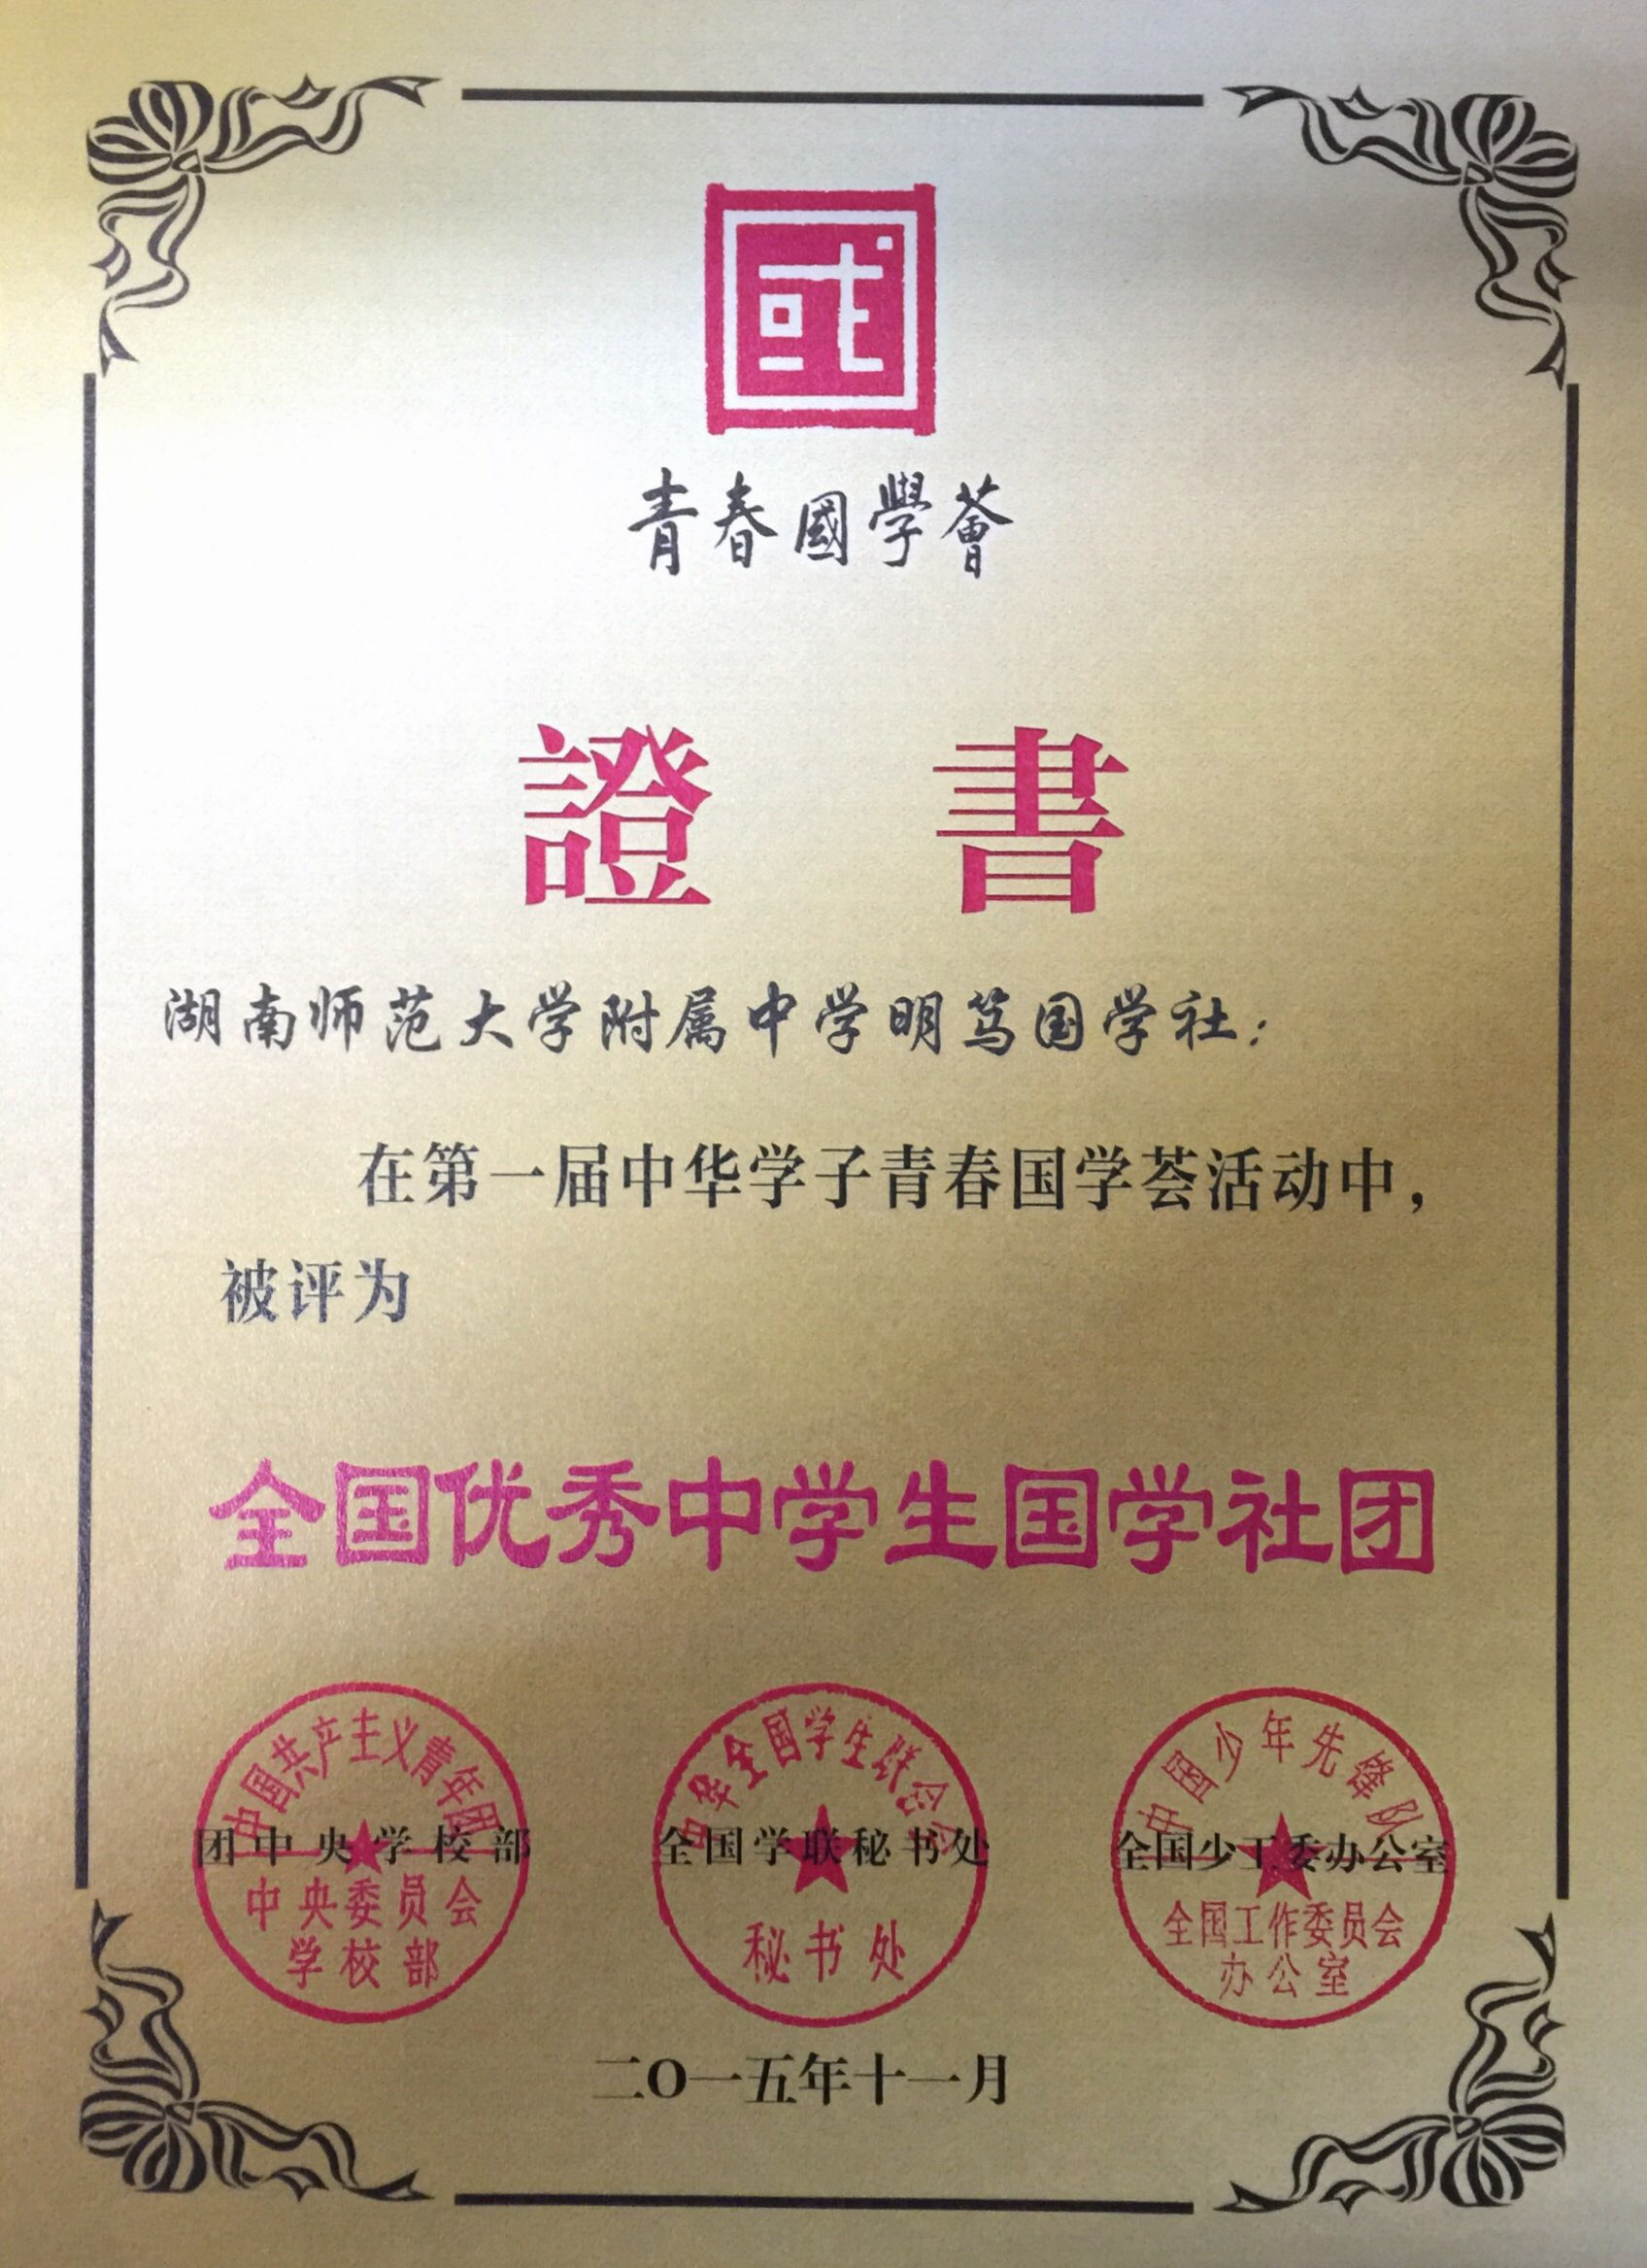 國
青春國學薈
證 書
湖南师范大学附属中学明笃国学社：
在第一届中华学子青春国学荟活动中，
被评为
全国优秀中学生国学社团
中国共产主义青年团
团中央学校部
中央委员会
学校部
中华全国学生联合会
全国学联秘书处
秘书处
中国少年先锋队
全国少工委办公室
全国工作委员会
办公室
二O一五年十一月